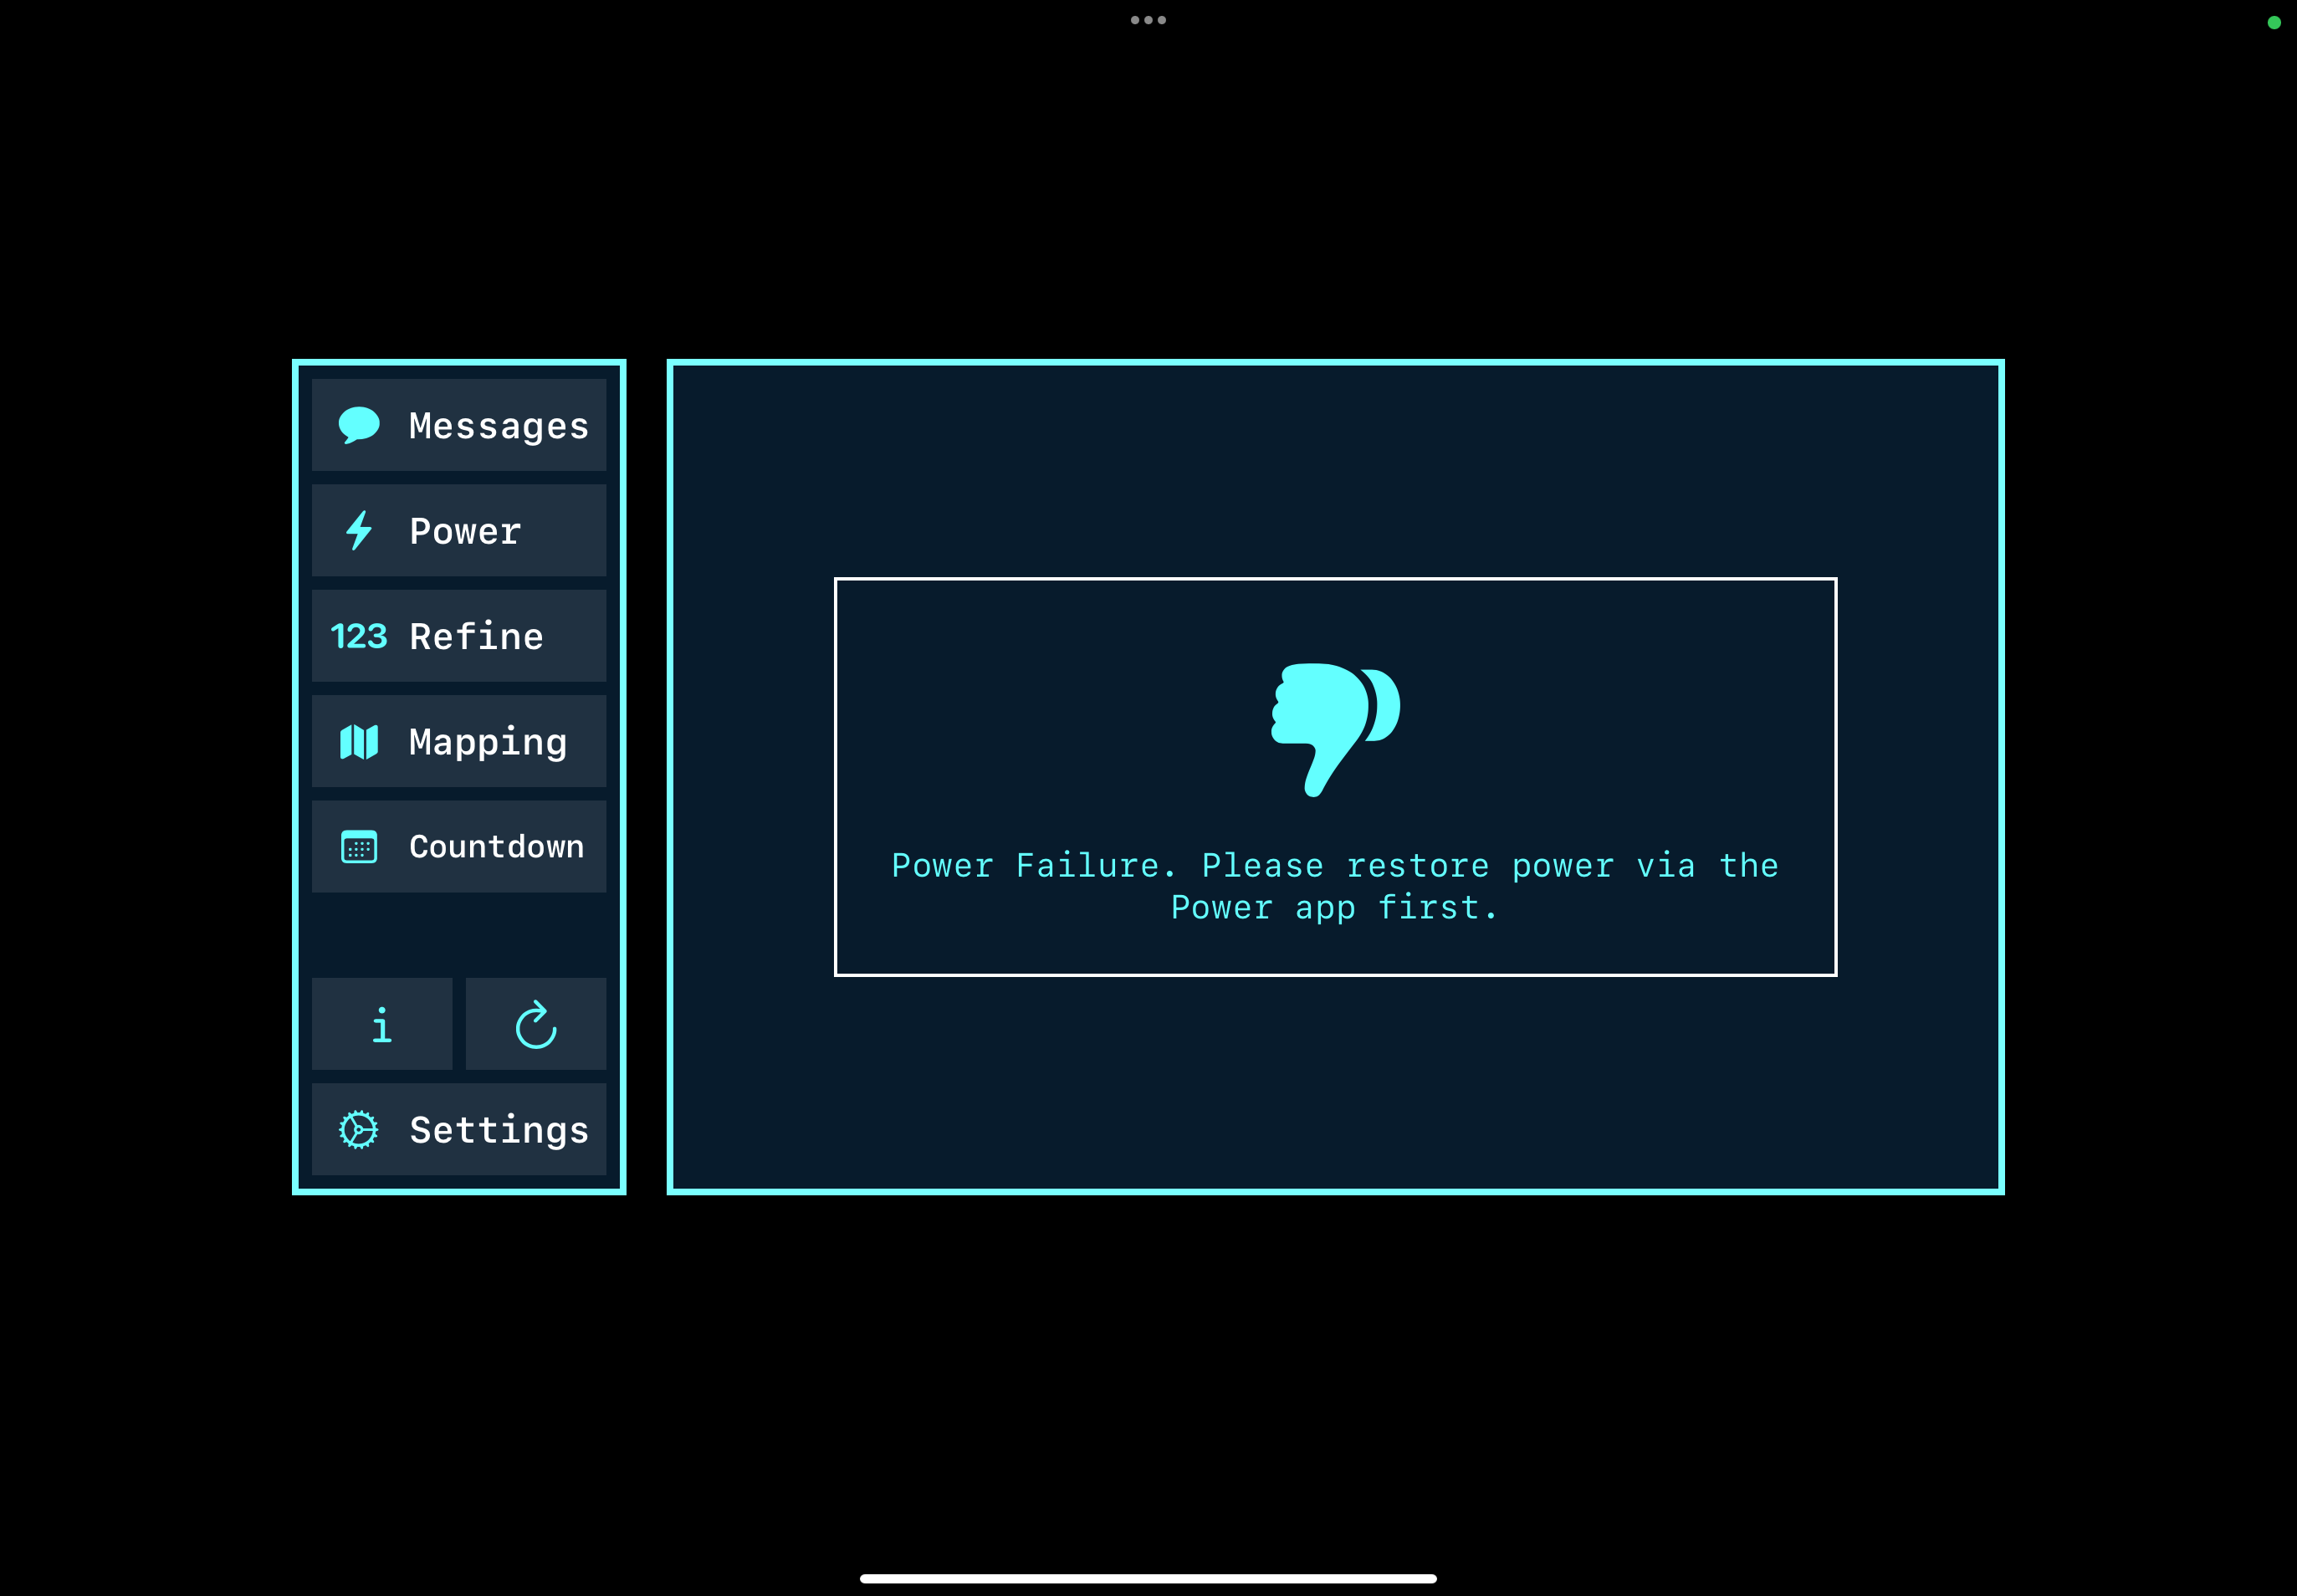 Messages
Power
123 Refine
Mapping
Countdown
i
Settings
Power Failure. Please restore power via the
Power app first.